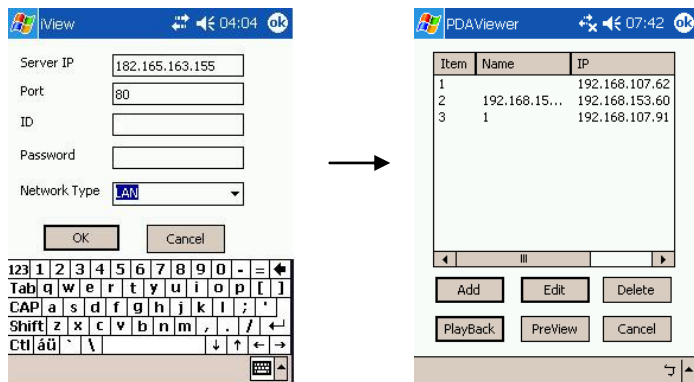 iView 04:04 ok
Server IP 182.165.163.155
Port 80
ID
Password
Network Type LAN
OK Cancel
123 1 2 3 4 5 6 7 8 9 0 - =
Tab q w e r t y u i o p [ ]
CAP a s d f g h j k l ; '
Shift z x c v b n m , . /
Ctl áü ` \
PDAViewer 07:42 ok
Item Name IP
1 192.168.107.62
2 192.168.15... 192.168.153.60
3 1 192.168.107.91
Add Edit Delete
PlayBack PreView Cancel